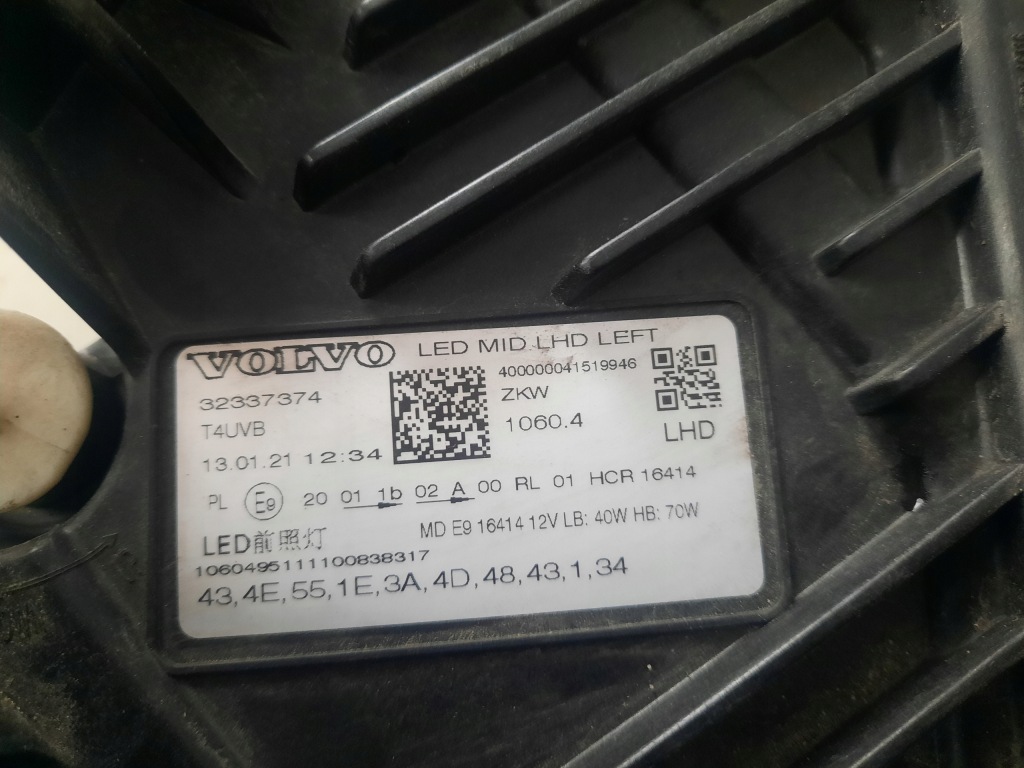 VOLVO LED MID LHD LEFT
32337374 400000041519946
T4UVB ZKW
13.01.21 12:34 1060.4
LHD
PL E9 20 01 1b 02 A 00 RL 01 HCR 16414
LED前照灯 MD E9 16414 12V LB: 40W HB: 70W
1060495111100838317
43,4E,55,1E,3A,4D,48,43,1,34